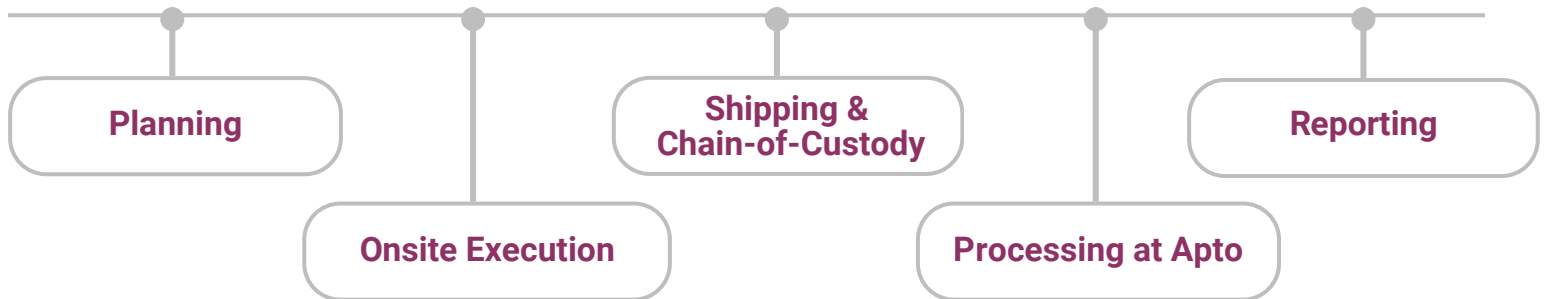 Planning
Onsite Execution
Shipping &
Chain-of-Custody
Processing at Apto
Reporting